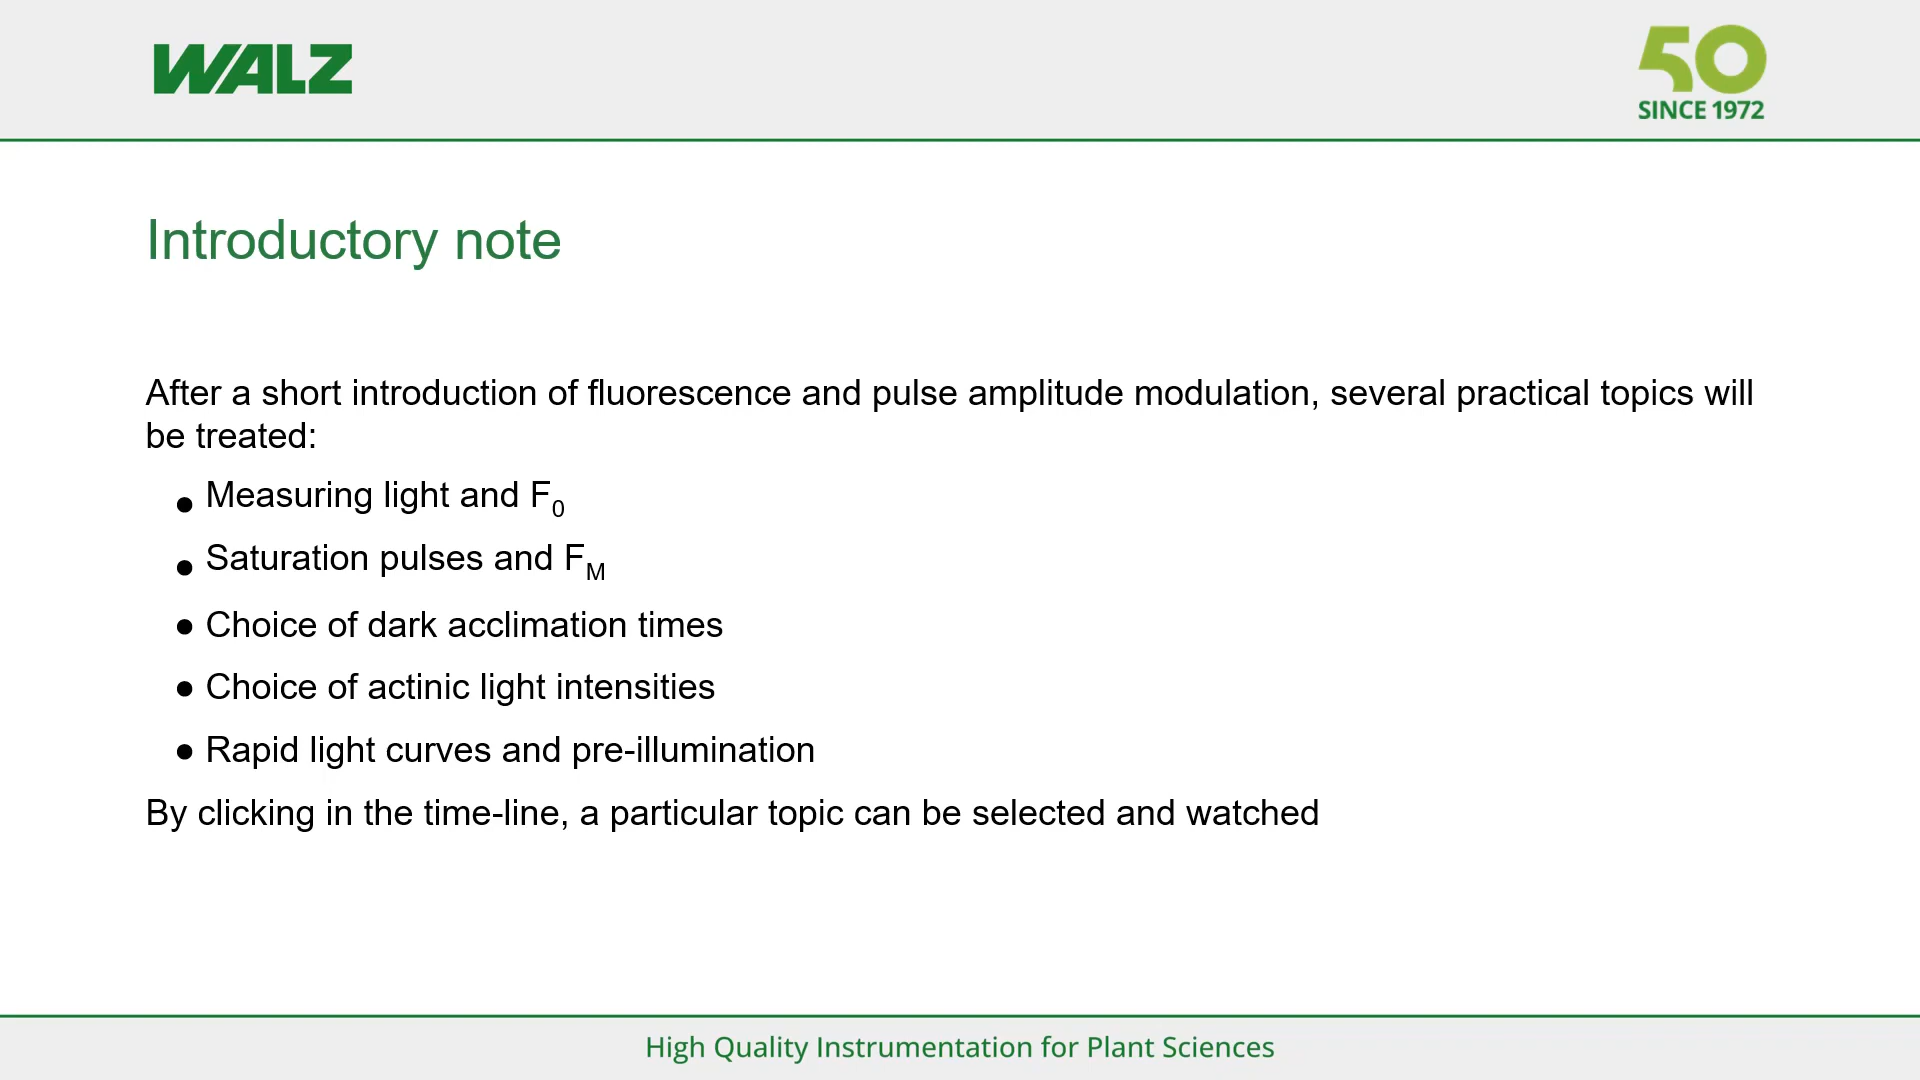 WALZ
50
SINCE 1972
Introductory note
After a short introduction of fluorescence and pulse amplitude modulation, several practical topics will
be treated:
● Measuring light and F0
● Saturation pulses and FM
● Choice of dark acclimation times
● Choice of actinic light intensities
● Rapid light curves and pre-illumination
By clicking in the time-line, a particular topic can be selected and watched
High Quality Instrumentation for Plant Sciences